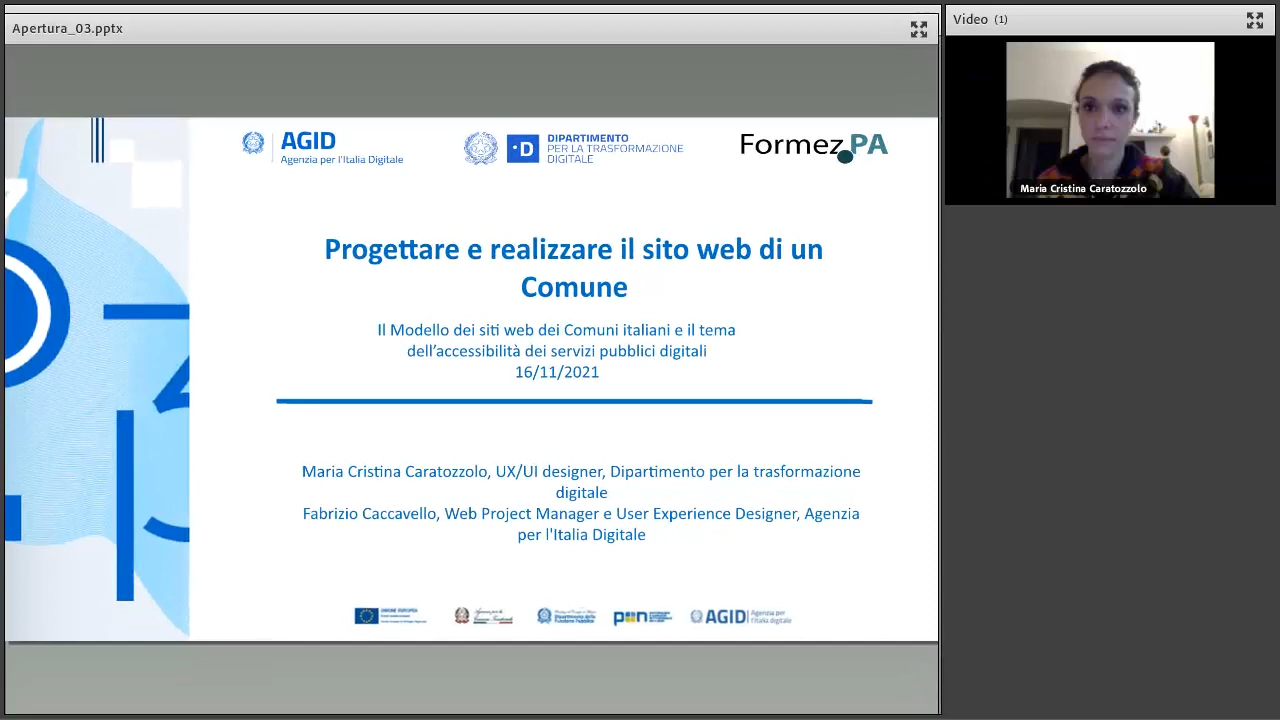 Apertura_03.pptx
Video (1)
Maria Cristina Caratozzolo
AGID
Agenzia per l'Italia Digitale
D
DIPARTIMENTO
PER LA TRASFORMAZIONE
DIGITALE
Formez PA
Progettare e realizzare il sito web di un
Comune
Il Modello dei siti web dei Comuni italiani e il tema
dell'accessibilità dei servizi pubblici digitali
16/11/2021
Maria Cristina Caratozzolo, UX/UI designer, Dipartimento per la trasformazione
digitale
Fabrizio Caccavello, Web Project Manager e User Experience Designer, Agenzia
per l'Italia Digitale
UNIONE EUROPEA
pon
AGID
Agenzia per
l'Italia digitale